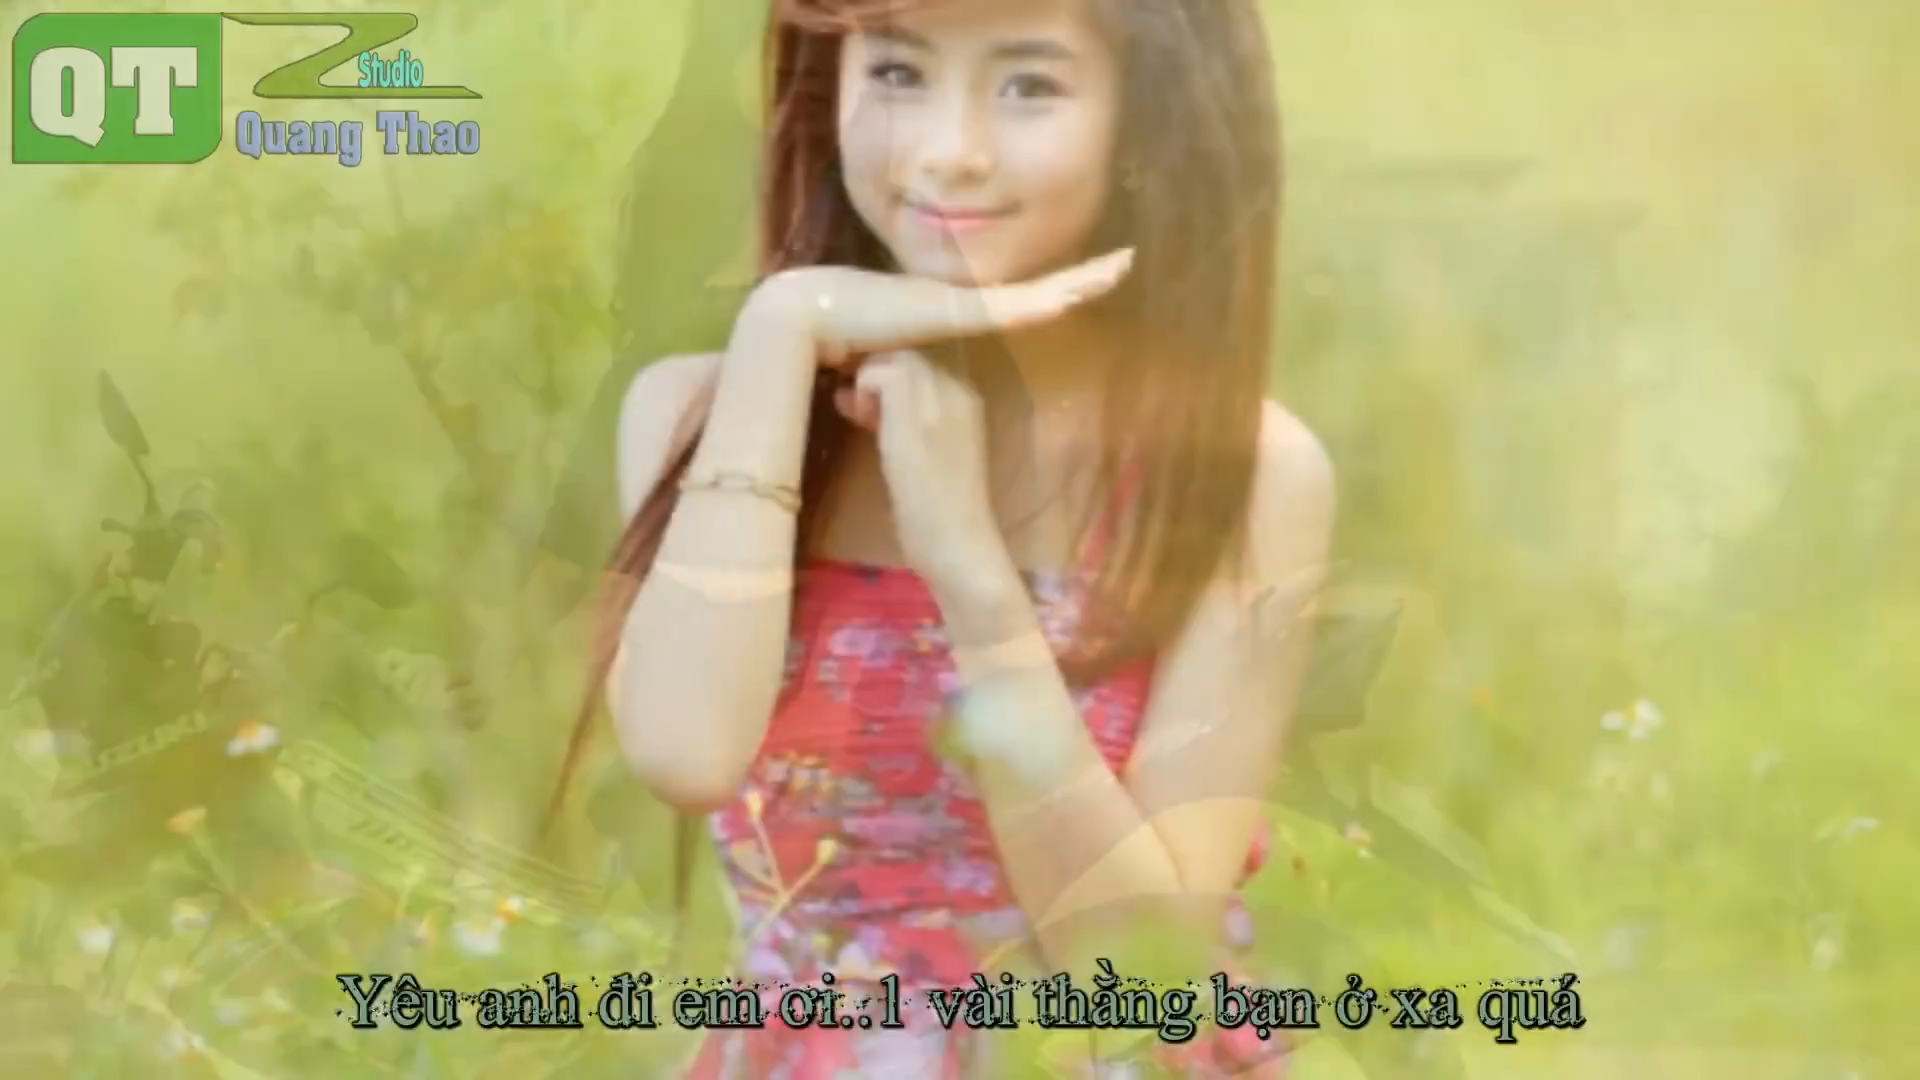 QT
Studio
Quang Thao
Yêu anh đi em ơi..1 vài thằng bạn ở xa quá